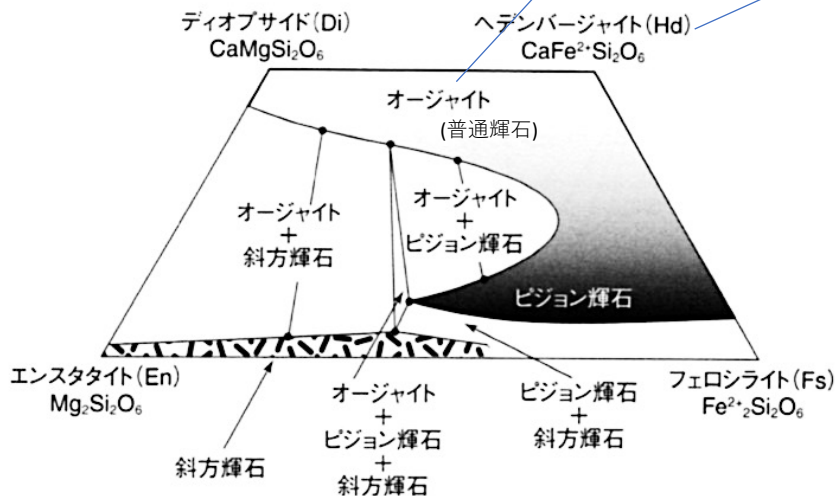 ディオプサイド(Di)
CaMgSi₂O₆
ヘデンバージャイト(Hd)
CaFe²⁺Si₂O₆
オージャイト
(普通輝石)
オージャイト
+
斜方輝石
オージャイト
+
ピジョン輝石
ピジョン輝石
エンスタタイト(En)
Mg₂Si₂O₆
フェロシライト(Fs)
Fe²⁺₂Si₂O₆
斜方輝石
オージャイト
+
ピジョン輝石
+
斜方輝石
ピジョン輝石
+
斜方輝石